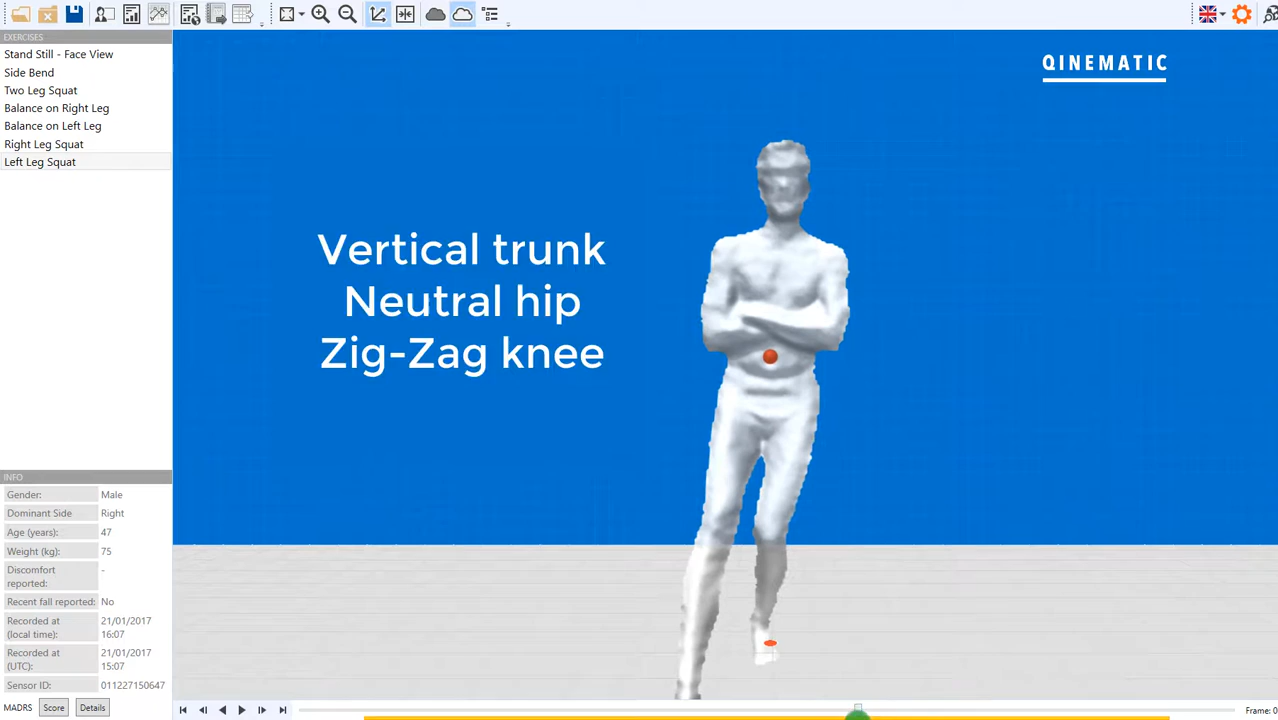 EXERCISES
Stand Still - Face View
Side Bend
Two Leg Squat
Balance on Right Leg
Balance on Left Leg
Right Leg Squat
Left Leg Squat
QINEMATIC
Vertical trunk
Neutral hip
Zig-Zag knee
INFO
Gender: Male
Dominant Side Right
Age (years): 47
Weight (kg): 75
Discomfort reported: -
Recent fall reported: No
Recorded at (local time): 21/01/2017 16:07
Recorded at (UTC): 21/01/2017 15:07
Sensor ID: 011227150647
MADRS Score Details
Frame: 0